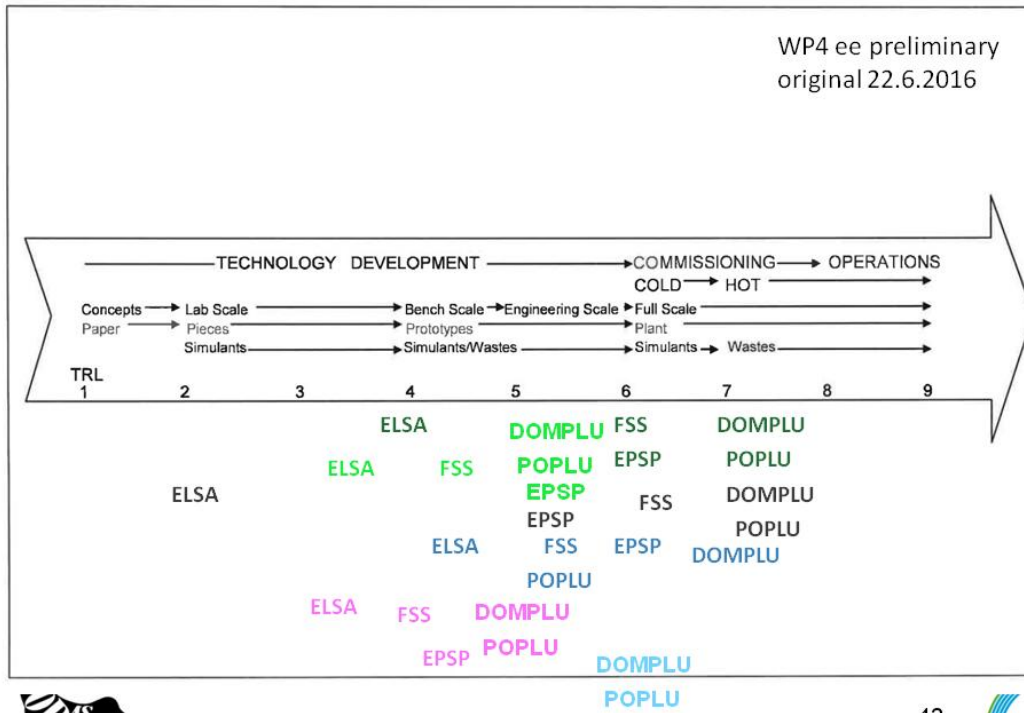 WP4 ee preliminary
original 22.6.2016
TECHNOLOGY DEVELOPMENT COMMISSIONING OPERATIONS
COLD HOT
Concepts Lab Scale Bench Scale Engineering Scale Full Scale
Paper Pieces Prototypes Plant
Simulants Simulants/Wastes Simulants Wastes
TRL
1 2 3 4 5 6 7 8 9
ELSA DOMPLU FSS DOMPLU
ELSA FSS POPLU EPSP POPLU
ELSA EPSP FSS DOMPLU
EPSP POPLU
ELSA FSS EPSP DOMPLU
POPLU
ELSA FSS DOMPLU
EPSP POPLU
DOMPLU
POPLU